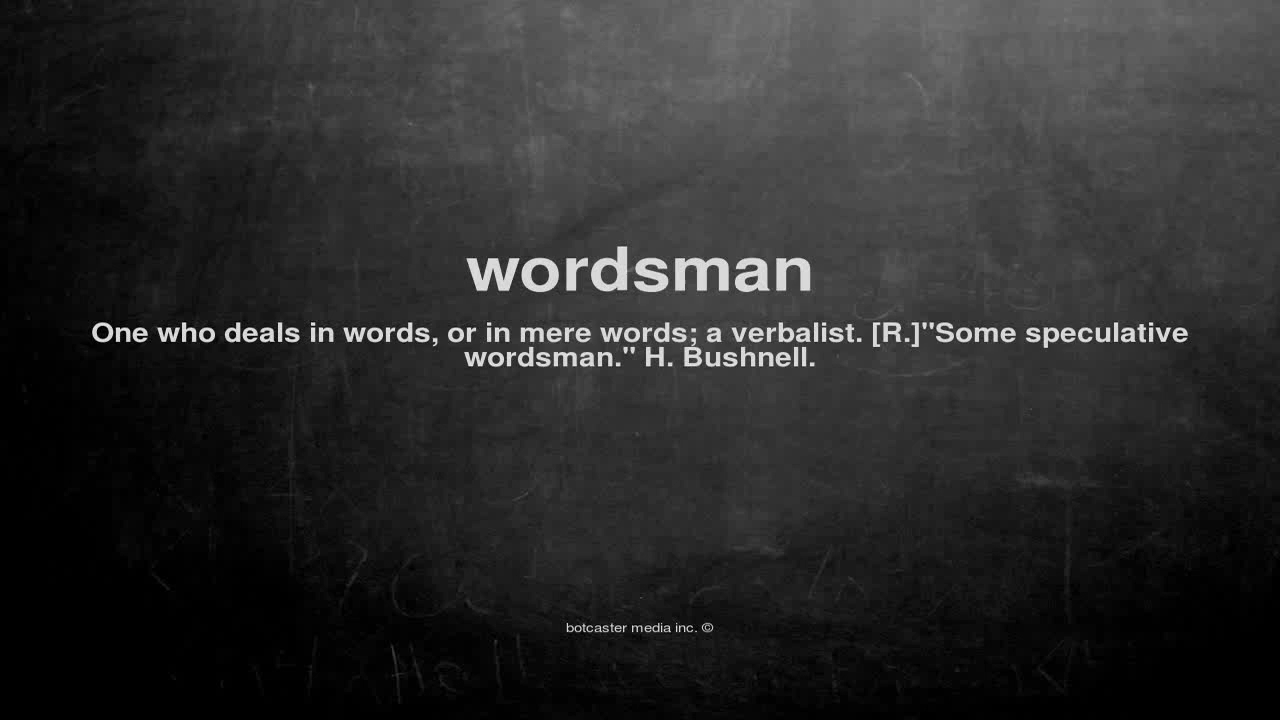 wordsman
One who deals in words, or in mere words; a verbalist. [R.]"Some speculative
wordsman." H. Bushnell.
botcaster media inc. ©